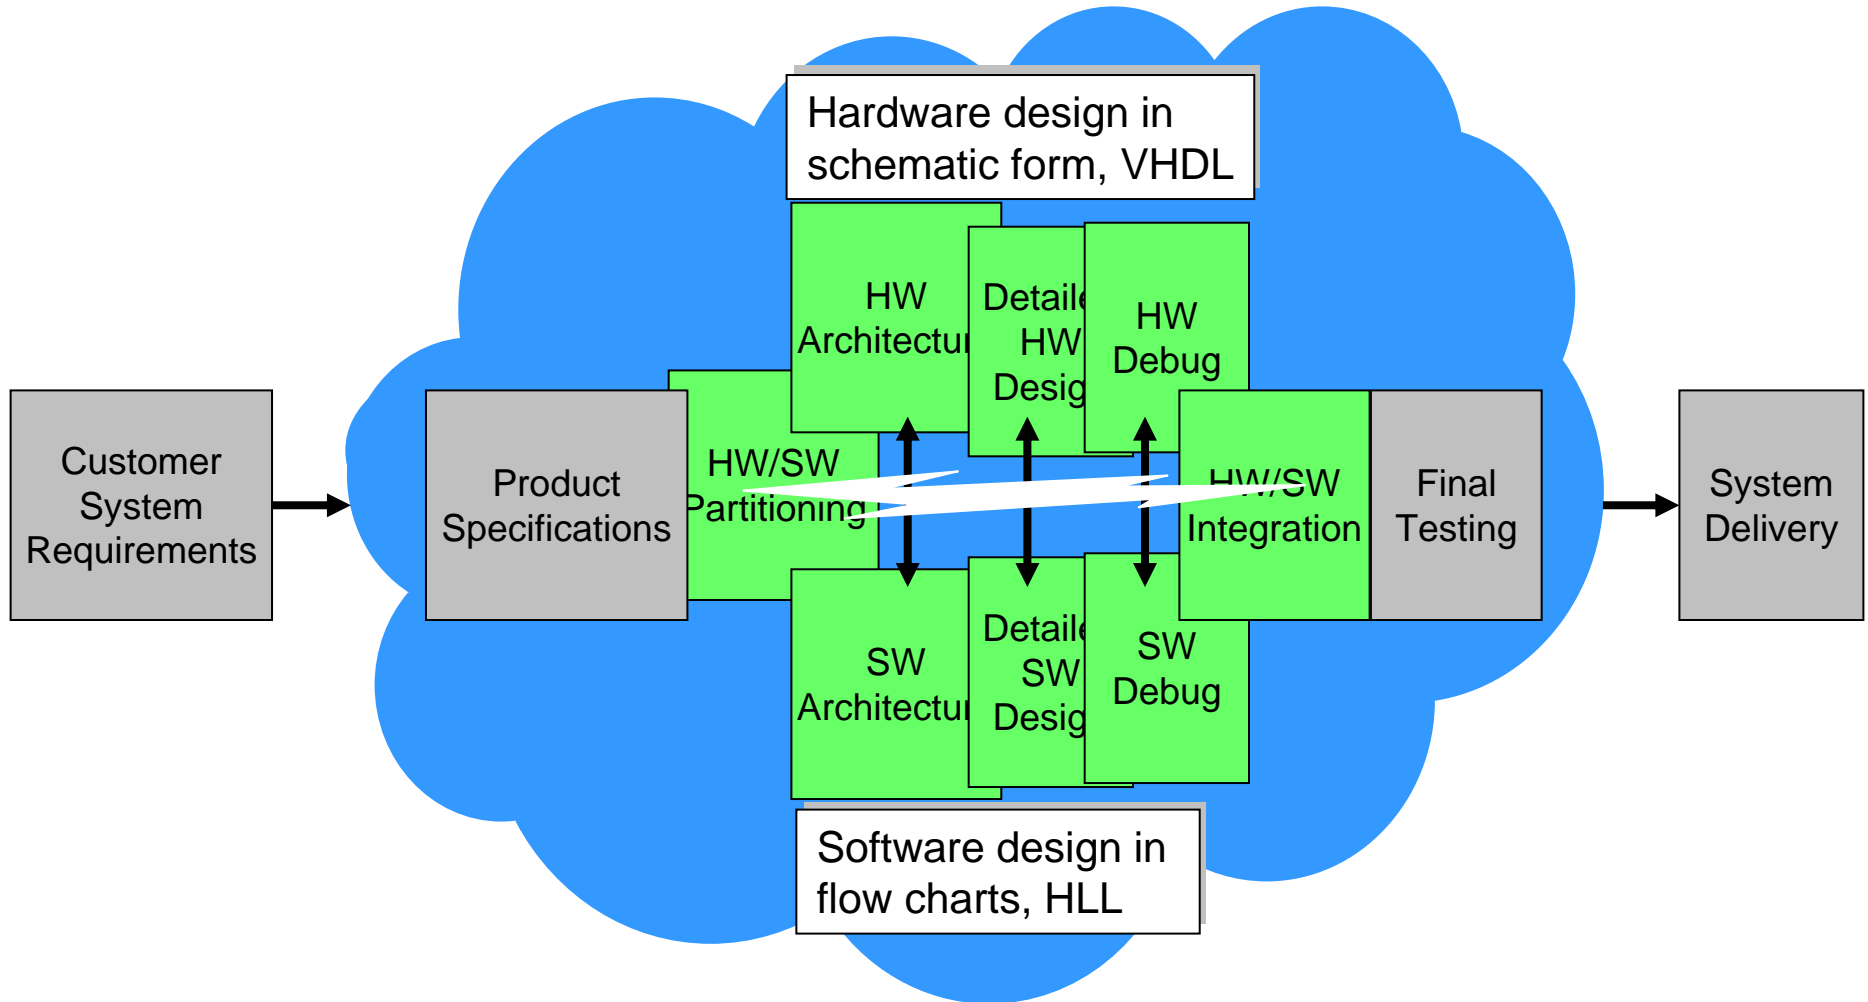 Hardware design in
schematic form, VHDL
HW
Architectur
Detaile
HW
Desig
HW
Debug
Customer
System
Requirements
Product
Specifications
HW/SW
Partitioning
HW/SW
Integration
Final
Testing
System
Delivery
SW
Architectur
Detaile
SW
Desig
SW
Debug
Software design in
flow charts, HLL